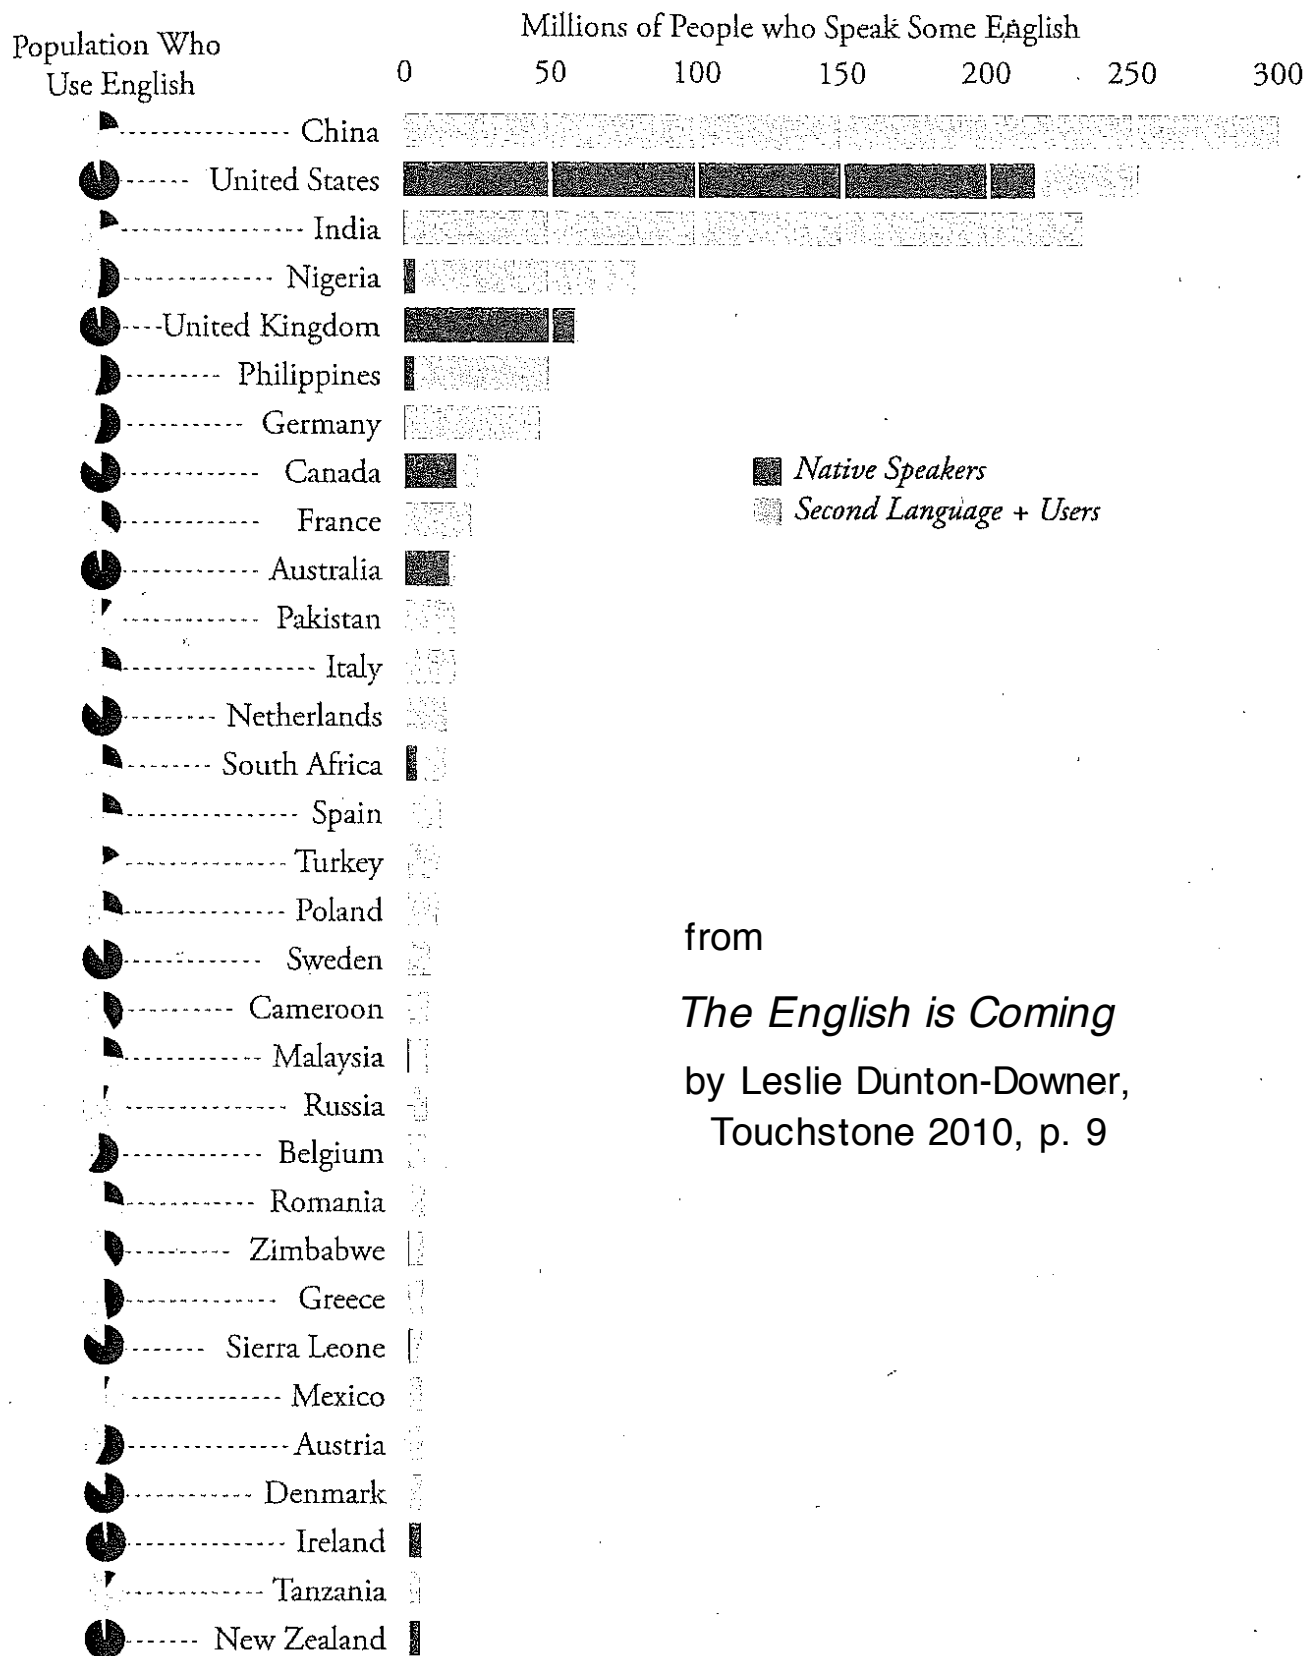 Millions of People who Speak Some English
Population Who
Use English
0 50 100 150 200 250 300
China
United States
India
Nigeria
United Kingdom
Philippines
Germany
Canada
France
Australia
Pakistan
Italy
Netherlands
South Africa
Spain
Turkey
Poland
Sweden
Cameroon
Malaysia
Russia
Belgium
Romania
Zimbabwe
Greece
Sierra Leone
Mexico
Austria
Denmark
Ireland
Tanzania
New Zealand
Native Speakers
Second Language + Users
from
The English is Coming
by Leslie Dunton-Downer,
Touchstone 2010, p. 9